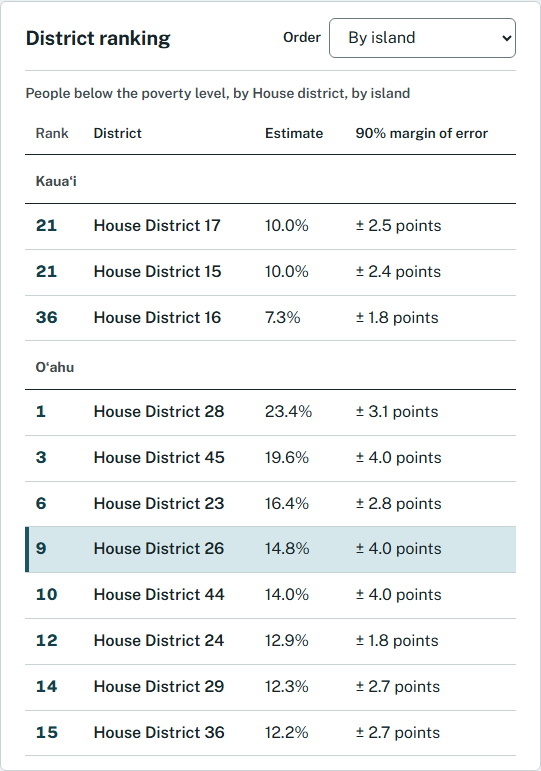 District ranking Order By island
People below the poverty level, by House district, by island
Rank District Estimate 90% margin of error
Kauaʻi
21 House District 17 10.0% ± 2.5 points
21 House District 15 10.0% ± 2.4 points
36 House District 16 7.3% ± 1.8 points
Oʻahu
1 House District 28 23.4% ± 3.1 points
3 House District 45 19.6% ± 4.0 points
6 House District 23 16.4% ± 2.8 points
9 House District 26 14.8% ± 4.0 points
10 House District 44 14.0% ± 4.0 points
12 House District 24 12.9% ± 1.8 points
14 House District 29 12.3% ± 2.7 points
15 House District 36 12.2% ± 2.7 points